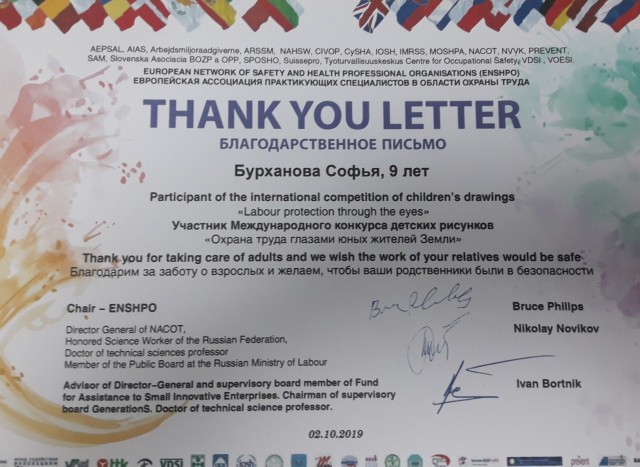 AEPSAL, AIAS, Arbejdsmiljoradgiverne, ARSSM, NAHSW, CIVOP, CySHA, IOSH, IMRSS, MOSHPA, NACOT, NVVK, PREVENT,
SAM, Slovenska Asociacia BOZP a OPP, SPOSHO, Suissepro, Tyoturvallisuuskeskus Centre for Occupational Safety, VDSI, VOESI.
EUROPEAN NETWORK OF SAFETY AND HEALTH PROFESSIONAL ORGANISATIONS (ENSHPO)
ЕВРОПЕЙСКАЯ АССОЦИАЦИЯ ПРАКТИКУЮЩИХ СПЕЦИАЛИСТОВ В ОБЛАСТИ ОХРАНЫ ТРУДА
THANK YOU LETTER
БЛАГОДАРСТВЕННОЕ ПИСЬМО
Бурханова Софья, 9 лет
Participant of the international competition of children's drawings
«Labour protection through the eyes»
Участник Международного конкурса детских рисунков
«Охрана труда глазами юных жителей Земли»
Thank you for taking care of adults and we wish the work of your relatives would be safe
Благодарим за заботу о взрослых и желаем, чтобы ваши родственники были в безопасности
Chair – ENSHPO
Bruce Philips
Director General of NACOT,
Honored Science Worker of the Russian Federation,
Doctor of technical sciences professor
Member of the Public Board at the Russian Ministry of Labour
Nikolay Novikov
Advisor of Director–General and supervisory board member of Fund
for Assistance to Small Innovative Enterprises. Chairman of supervisory
board GenerationS. Doctor of technical science professor.
Ivan Bortnik
02.10.2019
VDSI